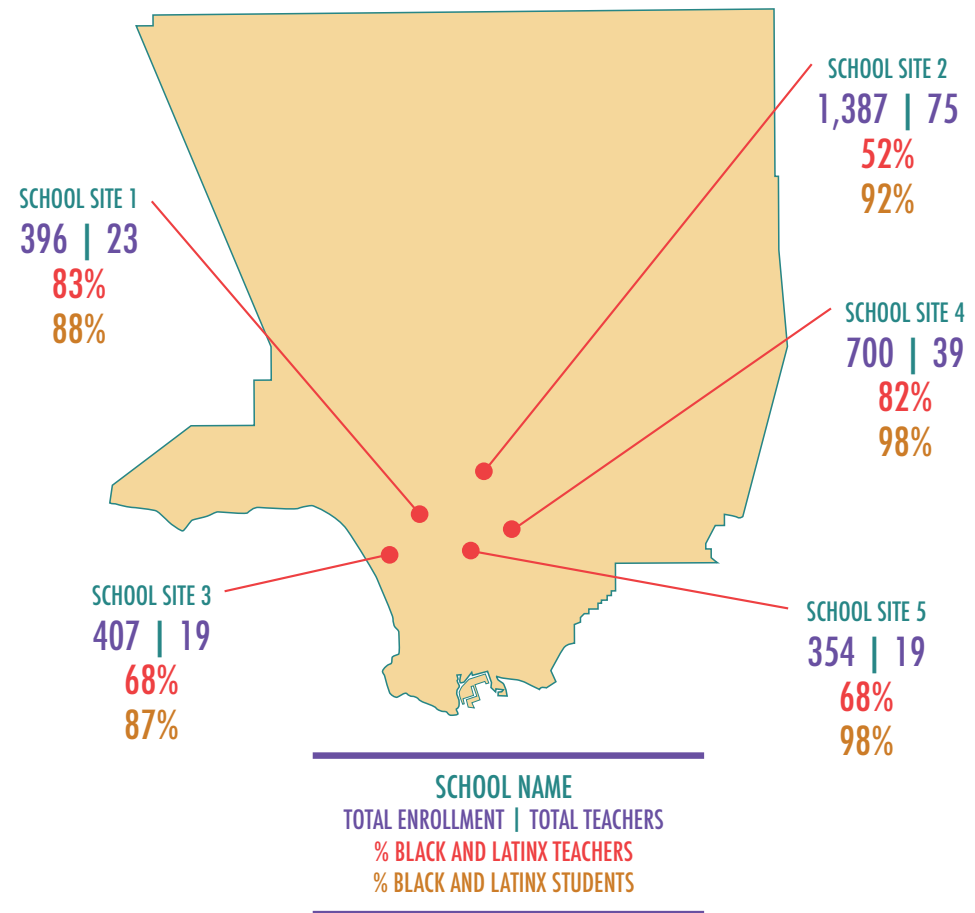 SCHOOL SITE 2
1,387 | 75
52%
92%
SCHOOL SITE 1
396 | 23
83%
88%
SCHOOL SITE 4
700 | 39
82%
98%
SCHOOL SITE 3
407 | 19
68%
87%
SCHOOL SITE 5
354 | 19
68%
98%
SCHOOL NAME
TOTAL ENROLLMENT | TOTAL TEACHERS
% BLACK AND LATINX TEACHERS
% BLACK AND LATINX STUDENTS